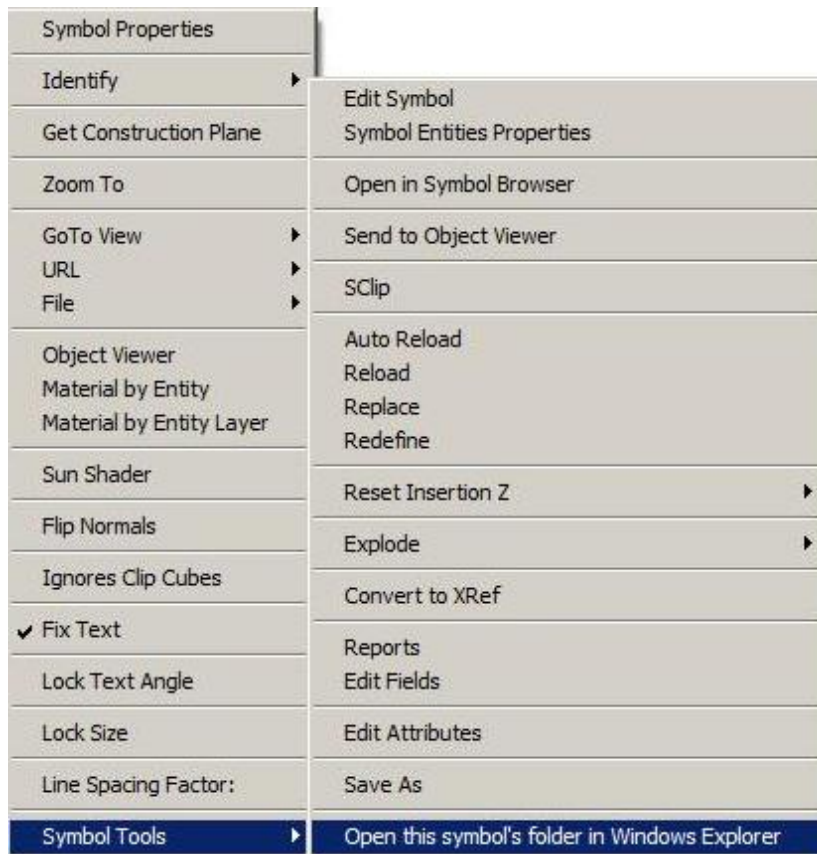 Symbol Properties
Identify
Get Construction Plane
Zoom To
GoTo View
URL
File
Object Viewer
Material by Entity
Material by Entity Layer
Sun Shader
Flip Normals
Ignores Clip Cubes
Fix Text
Lock Text Angle
Lock Size
Line Spacing Factor:
Symbol Tools
Edit Symbol
Symbol Entities Properties
Open in Symbol Browser
Send to Object Viewer
SClip
Auto Reload
Reload
Replace
Redefine
Reset Insertion Z
Explode
Convert to XRef
Reports
Edit Fields
Edit Attributes
Save As
Open this symbol's folder in Windows Explorer